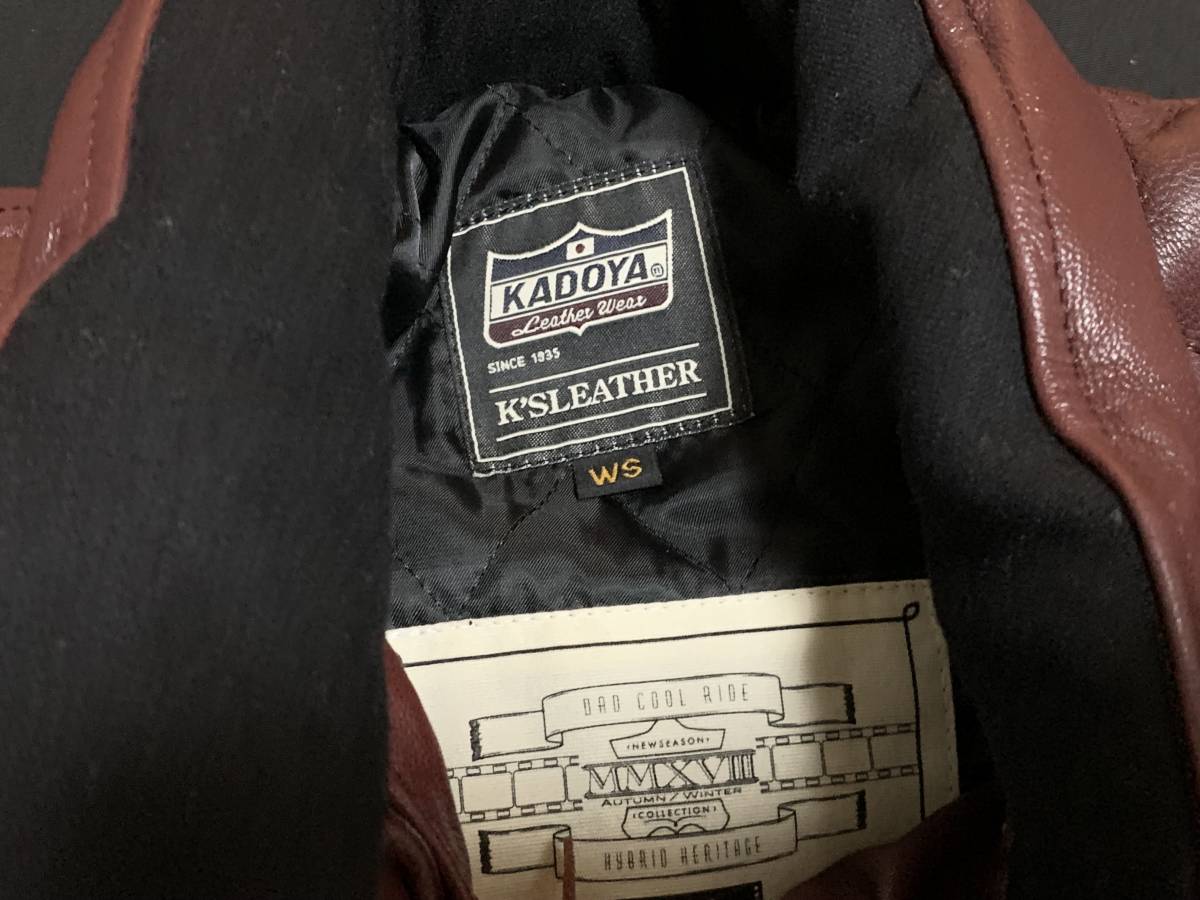 KADOYA
Leather Wear
SINCE 1935
K'SLEATHER
WS
DAD COOL RIDE
NEWSEASON
MMXVIII
AUTUMN/WINTER
COLLECTION
HYBRID HERITAGE